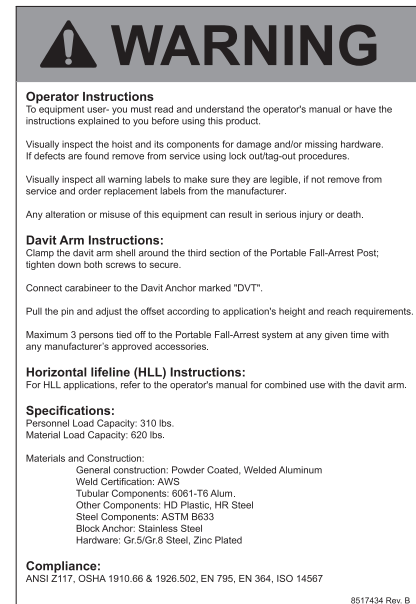 WARNING
Operator Instructions
To equipment user- you must read and understand the operator's manual or have the
instructions explained to you before using this product.
Visually inspect the hoist and its components for damage and/or missing hardware.
If defects are found remove from service using lock out/tag-out procedures.
Visually inspect all warning labels to make sure they are legible, if not remove from
service and order replacement labels from the manufacturer.
Any alteration or misuse of this equipment can result in serious injury or death.
Davit Arm Instructions:
Clamp the davit arm shell around the third section of the Portable Fall-Arrest Post;
tighten down both screws to secure.
Connect carabineer to the Davit Anchor marked "DVT".
Pull the pin and adjust the offset according to application's height and reach requirements.
Maximum 3 persons tied off to the Portable Fall-Arrest system at any given time with
any manufacturer's approved accessories.
Horizontal lifeline (HLL) Instructions:
For HLL applications, refer to the operator's manual for combined use with the davit arm.
Specifications:
Personnel Load Capacity: 310 lbs.
Material Load Capacity: 620 lbs.
Materials and Construction:
General construction: Powder Coated, Welded Aluminum
Weld Certification: AWS
Tubular Components: 6061-T6 Alum.
Other Components: HD Plastic, HR Steel
Steel Components: ASTM B633
Block Anchor: Stainless Steel
Hardware: Gr.5/Gr.8 Steel, Zinc Plated
Compliance:
ANSI Z117, OSHA 1910.66 & 1926.502, EN 795, EN 364, ISO 14567
8517434 Rev. B